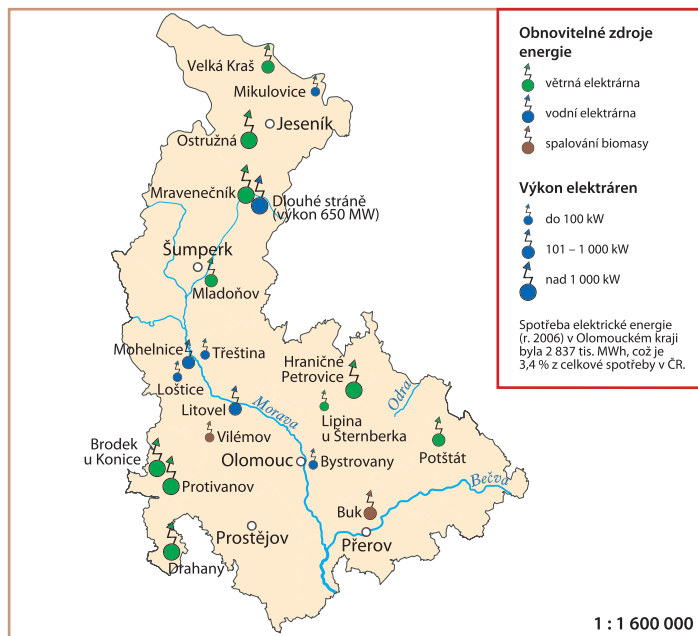 Velká Kraš
Mikulovice
Jeseník
Ostružná
Mravenečník
Dlouhé stráně
(výkon 650 MW)
Šumperk
Mladoňov
Mohelnice
Třeština
Loštice
Hraničné
Petrovice
Odra
Litovel
Morava
Lipina
u Šternberka
Vilémov
Brodek
u Konice
Olomouc
Bystrovany
Potštát
Bečva
Protivanov
Buk
Prostějov
Přerov
Drahany
Obnovitelné zdroje
energie
větrná elektrárna
vodní elektrárna
spalování biomasy
Výkon elektráren
do 100 kW
101 – 1 000 kW
nad 1 000 kW
Spotřeba elektrické energie
(r. 2006) v Olomouckém kraji
byla 2 837 tis. MWh, což je
3,4 % z celkové spotřeby v ČR.
1 : 1 600 000